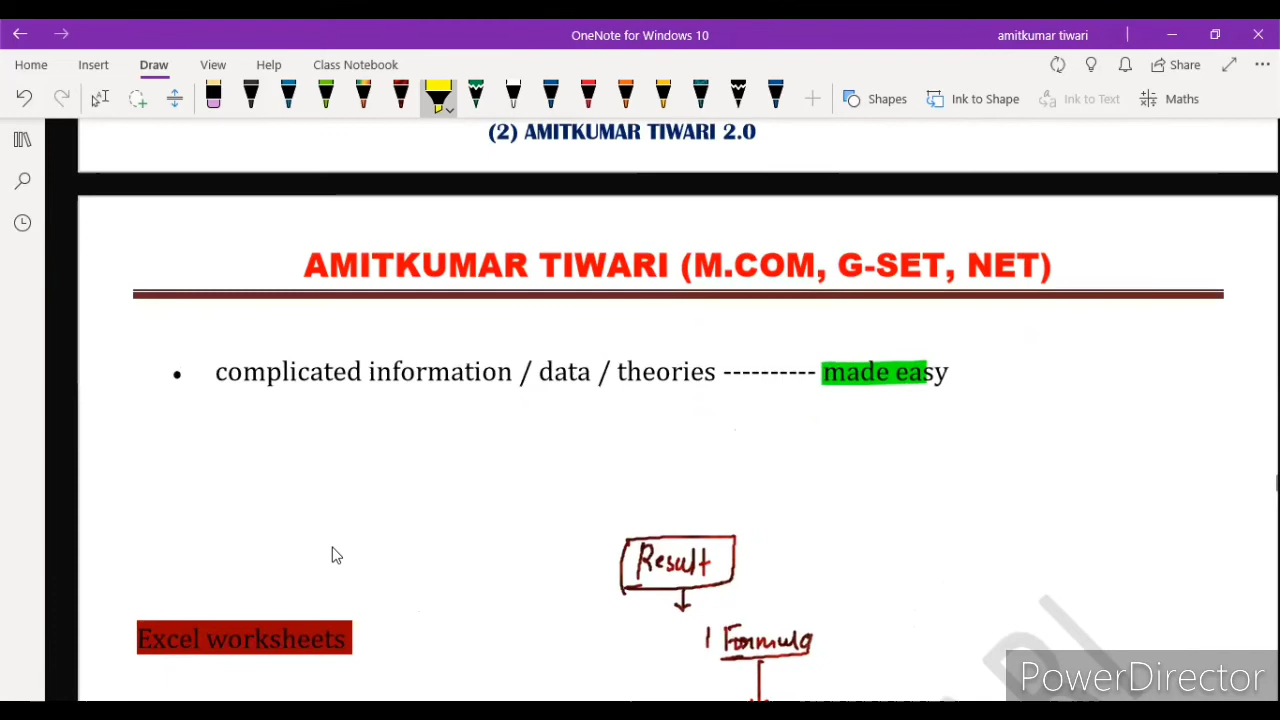 OneNote for Windows 10
amitkumar tiwari
Home Insert Draw View Help Class Notebook
Share
Shapes Ink to Shape Ink to Text Maths
(2) AMITKUMAR TIWARI 2.0
AMITKUMAR TIWARI (M.COM, G-SET, NET)
• complicated information / data / theories ---------- made easy
Result
1 Formula
Excel worksheets
PowerDirector